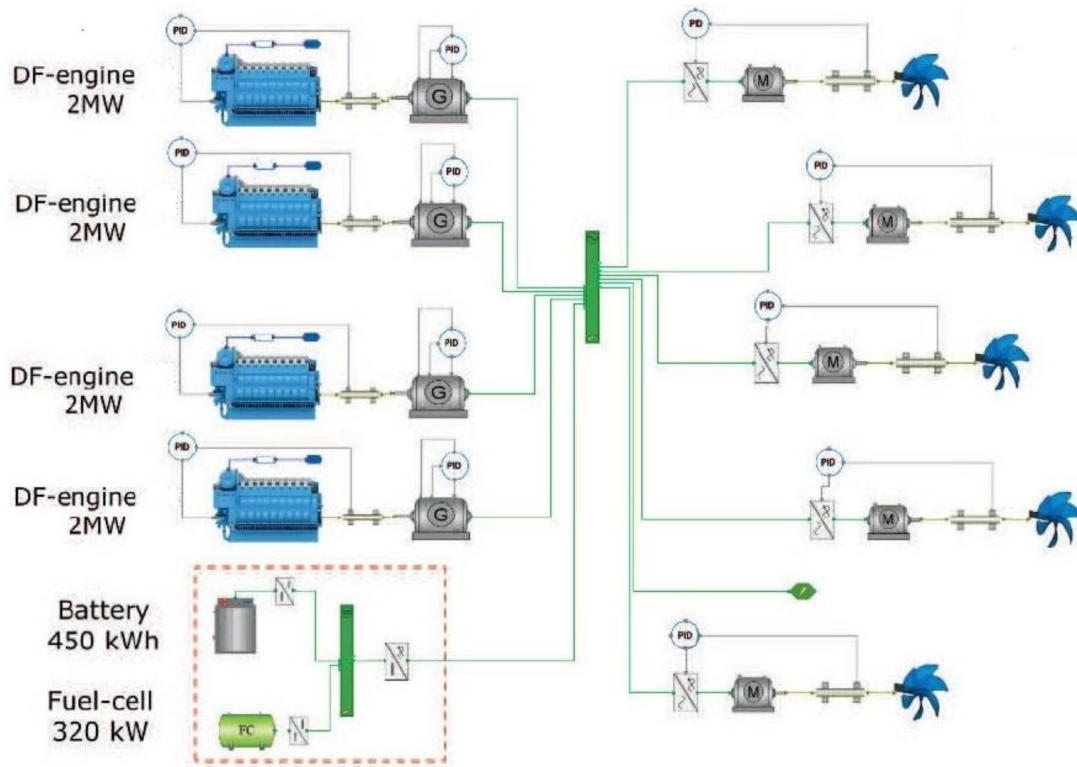 PID
PID
DF-engine
2MW
G
PID
M
PID
PID
DF-engine
2MW
G
PID
M
PID
PID
DF-engine
2MW
G
PID
M
PID
PID
DF-engine
2MW
G
PID
M
Battery
450 kWh
Fuel-cell
320 kW
FC
PID
M